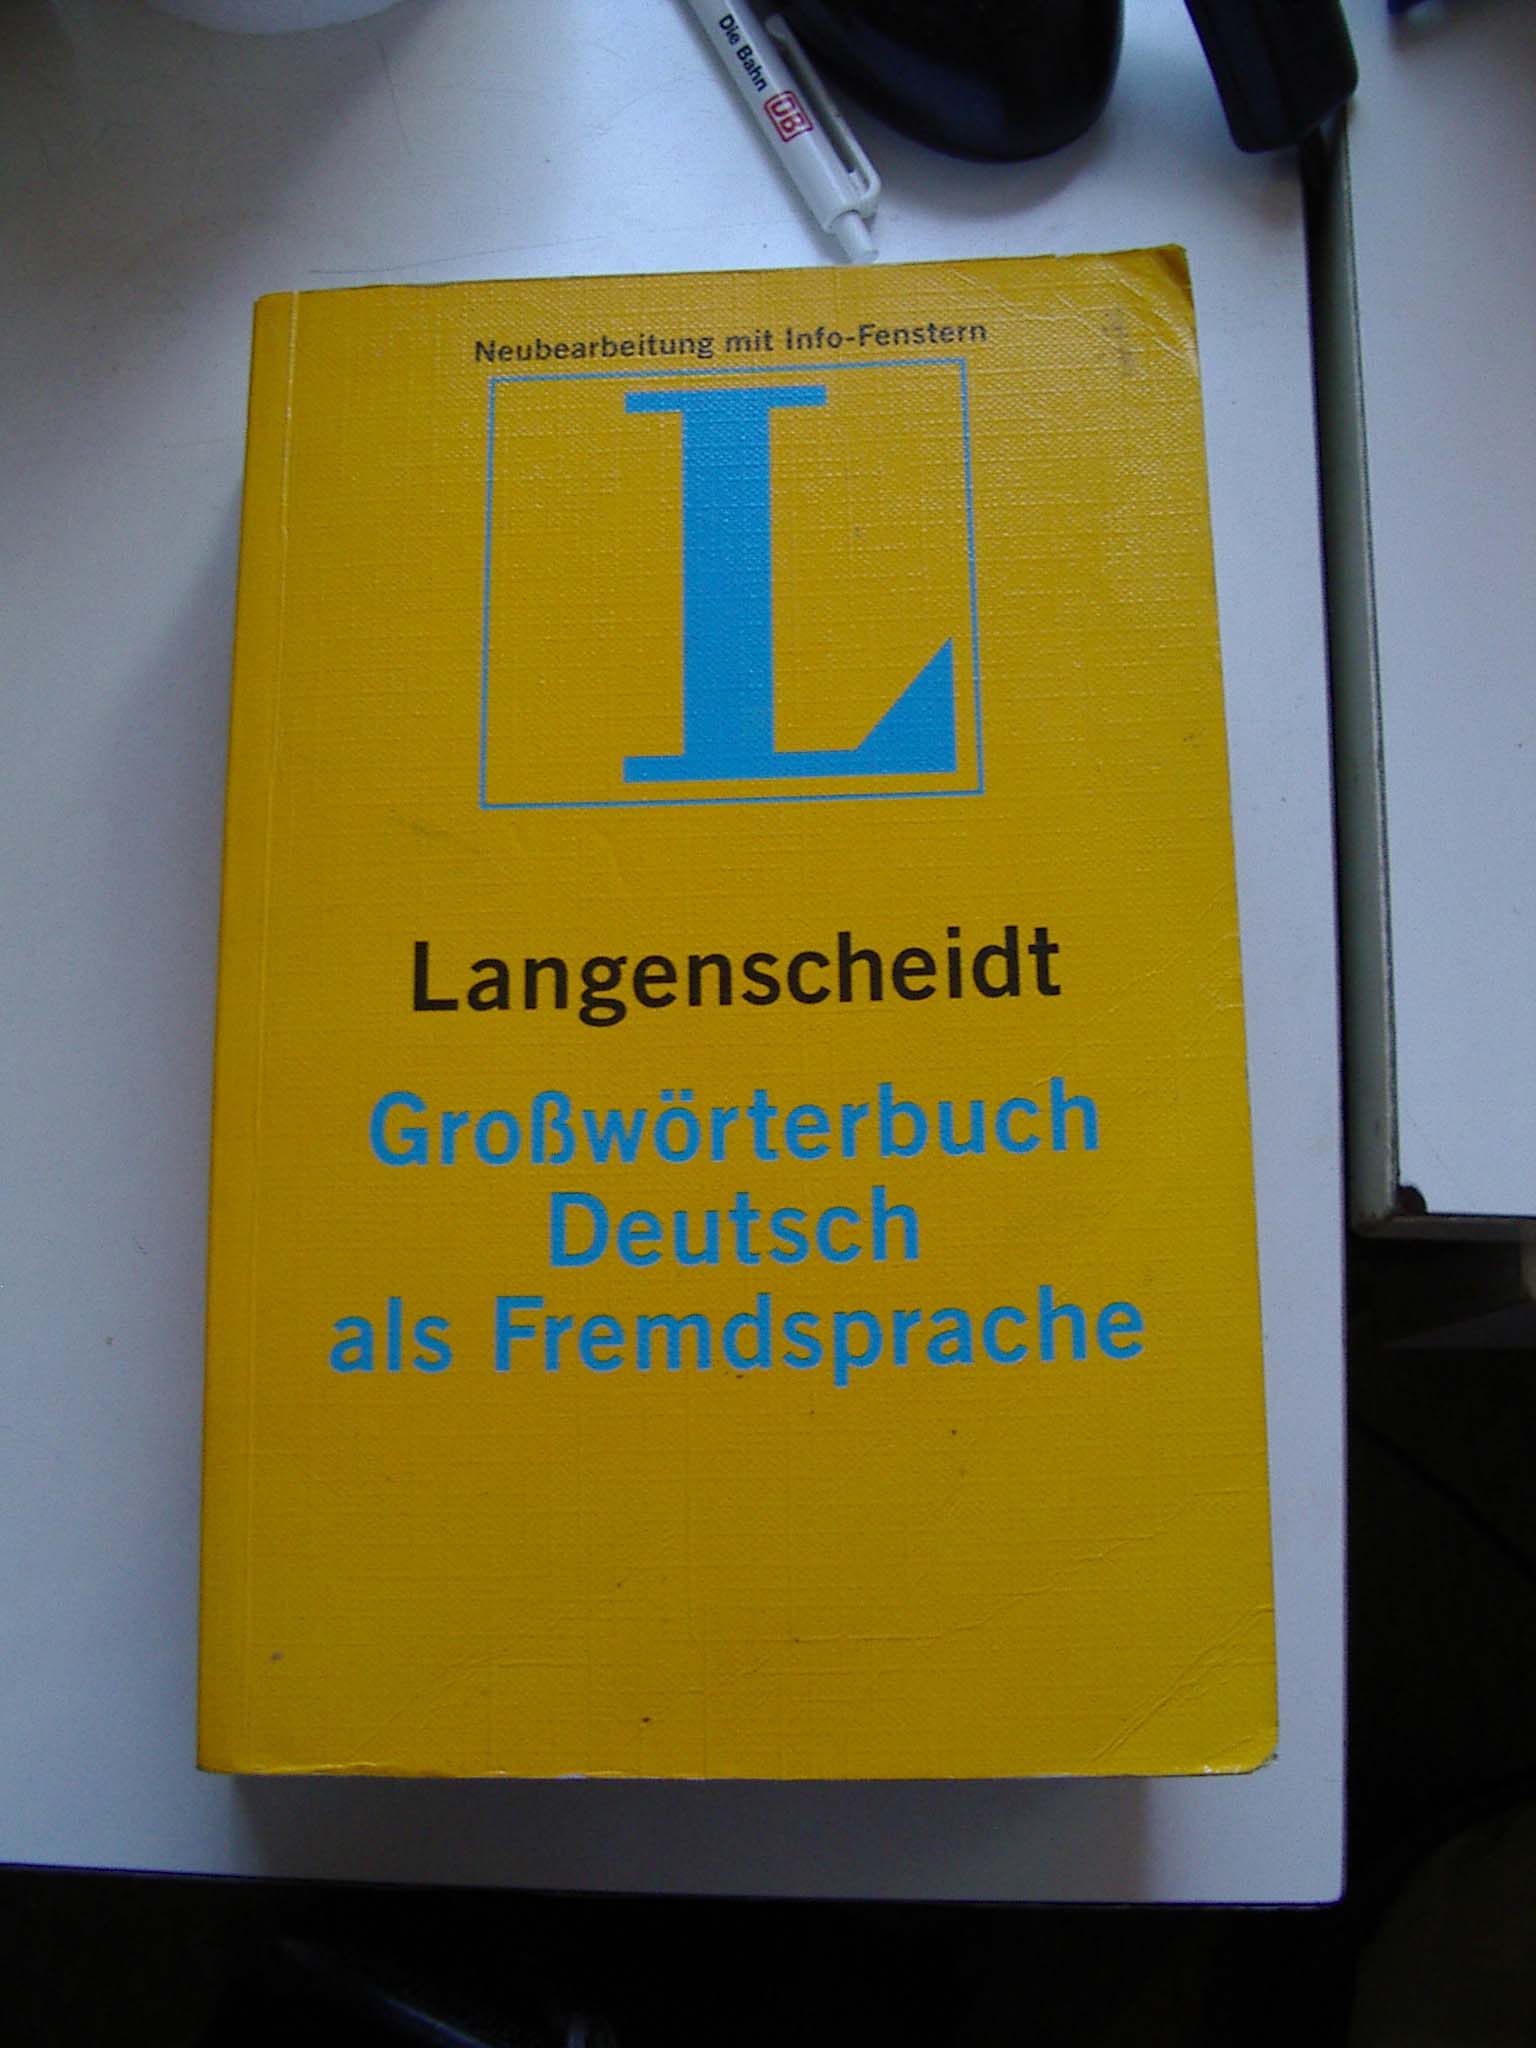 Die Bahn DB
Neubearbeitung mit Info-Fenstern
L
Langenscheidt
Großwörterbuch
Deutsch
als Fremdsprache